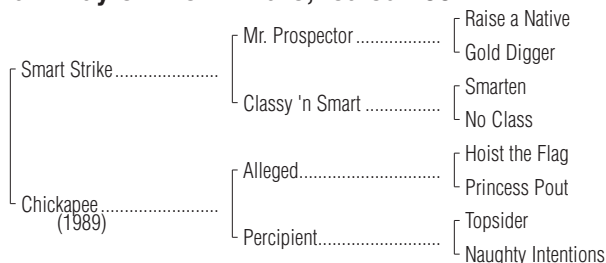 Raise a Native
Mr. Prospector
Gold Digger
Smart Strike
Smarten
Classy 'n Smart
No Class
Hoist the Flag
Alleged
Princess Pout
Chickapee
(1989)
Topsider
Percipient
Naughty Intentions